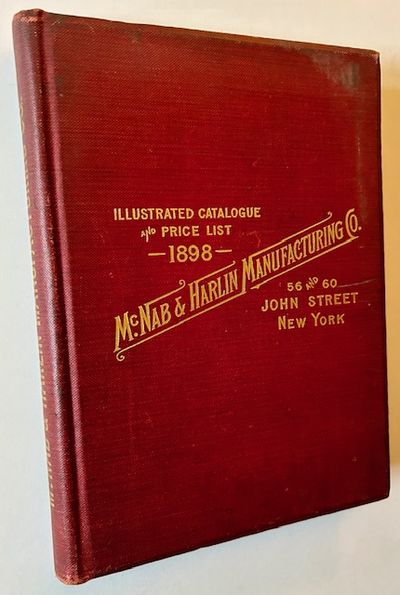 ILLUSTRATED CATALOGUE
AND PRICE LIST
—1898—
McNAB & HARLIN MANUFACTURING CO.
56 AND 60
JOHN STREET
NEW YORK